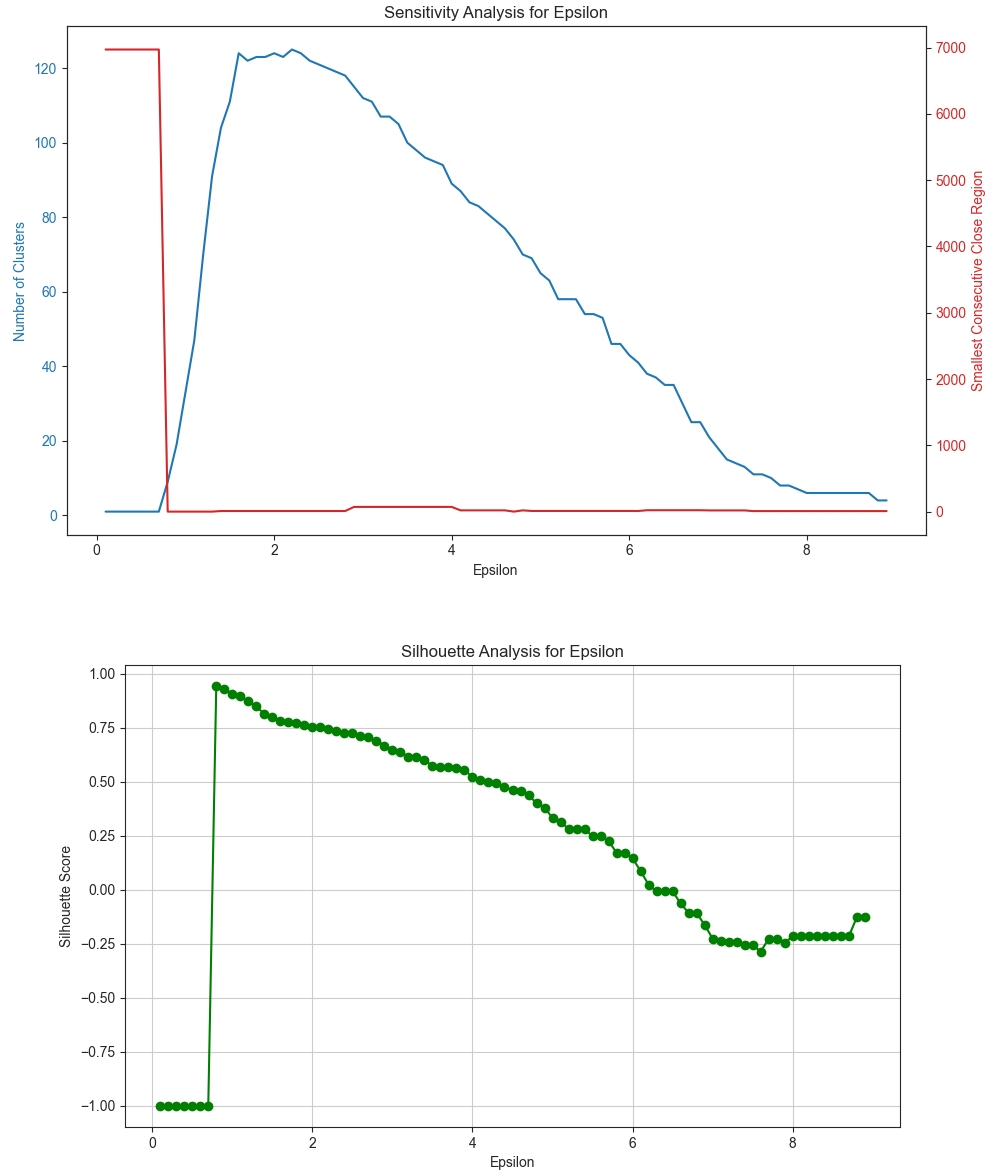 Sensitivity Analysis for Epsilon
120
100
80
60
40
20
0
Number of Clusters
7000
6000
5000
4000
3000
2000
1000
0
Smallest Consecutive Close Region
0 2 4 6 8
Epsilon
Silhouette Analysis for Epsilon
1.00
0.75
0.50
0.25
0.00
−0.25
−0.50
−0.75
−1.00
Silhouette Score
0 2 4 6 8
Epsilon